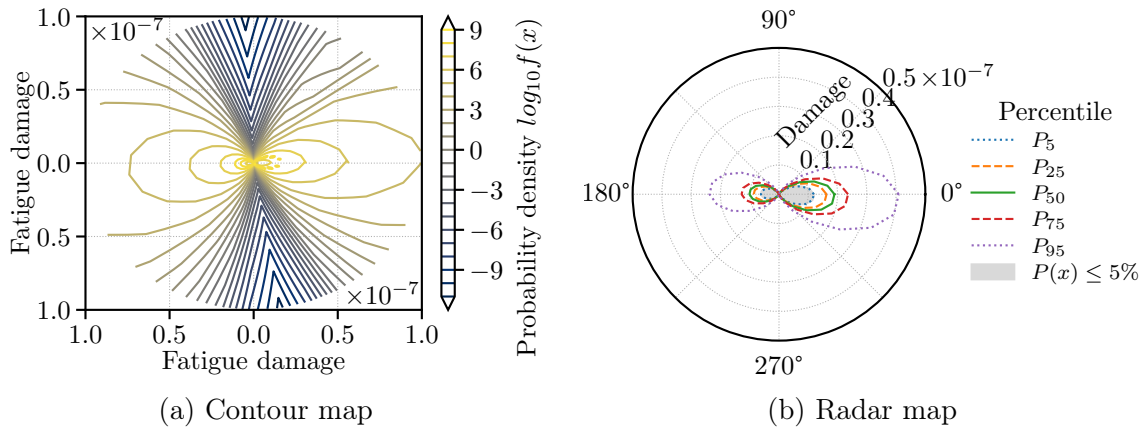 ×10⁻⁷
1.0
0.5
0.0
0.5
1.0
Fatigue damage
×10⁻⁷
1.0 0.5 0.0 0.5 1.0
Fatigue damage
9
6
3
0
−3
−6
−9
Probability density log₁₀f(x)
(a) Contour map
90°
0.5 ×10⁻⁷
0.4
0.3
0.2
0.1
Damage
180°
0°
270°
Percentile
P₅
P₂₅
P₅₀
P₇₅
P₉₅
P(x) ≤ 5%
(b) Radar map